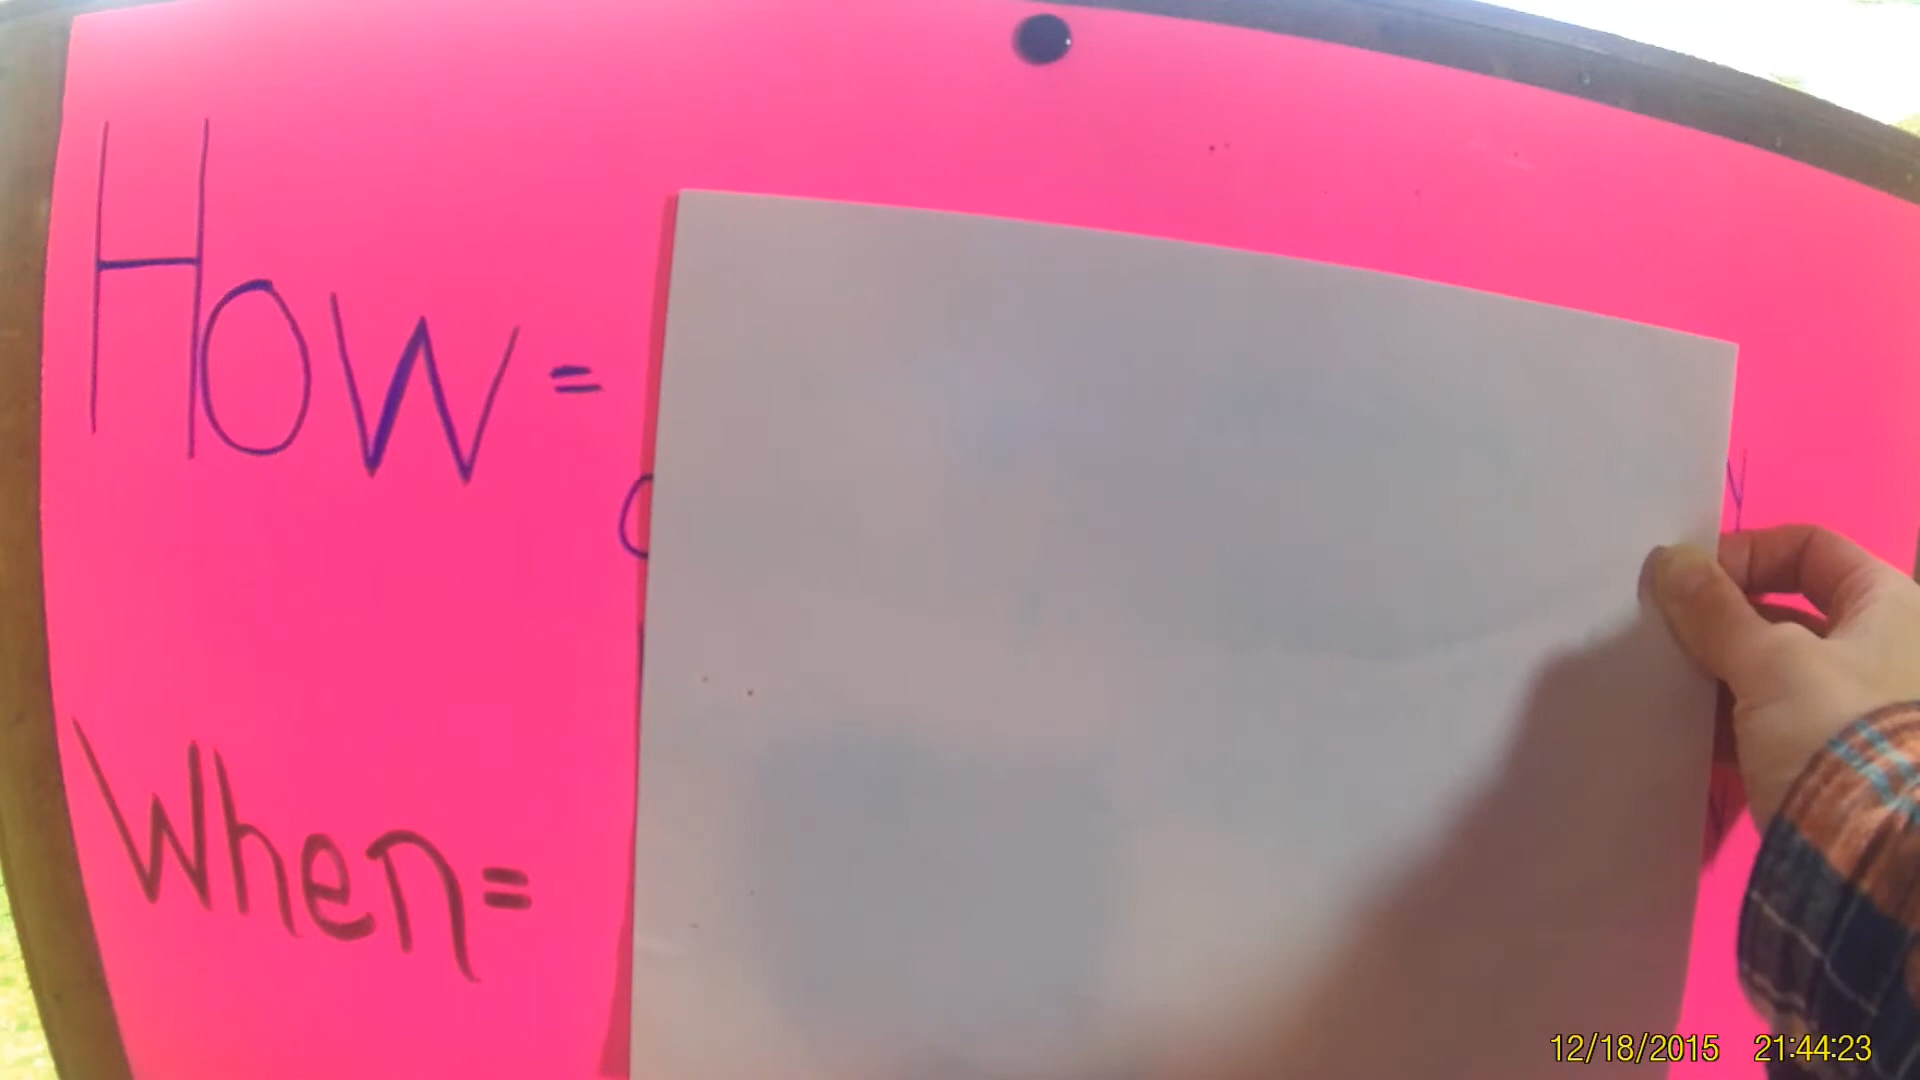 How =
When =
12/18/2015 21:44:23